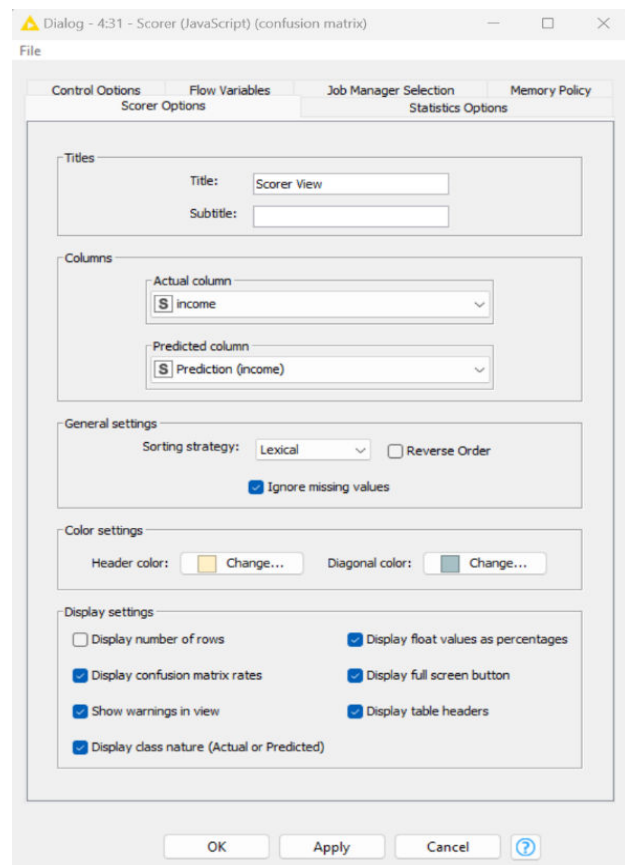 Dialog - 4:31 - Scorer (JavaScript) (confusion matrix)
File
Control Options Flow Variables Job Manager Selection Memory Policy
Scorer Options Statistics Options
Titles
Title: Scorer View
Subtitle:
Columns
Actual column
S income
Predicted column
S Prediction (income)
General settings
Sorting strategy: Lexical Reverse Order
Ignore missing values
Color settings
Header color: Change... Diagonal color: Change...
Display settings
Display number of rows Display float values as percentages
Display confusion matrix rates Display full screen button
Show warnings in view Display table headers
Display class nature (Actual or Predicted)
OK Apply Cancel ?